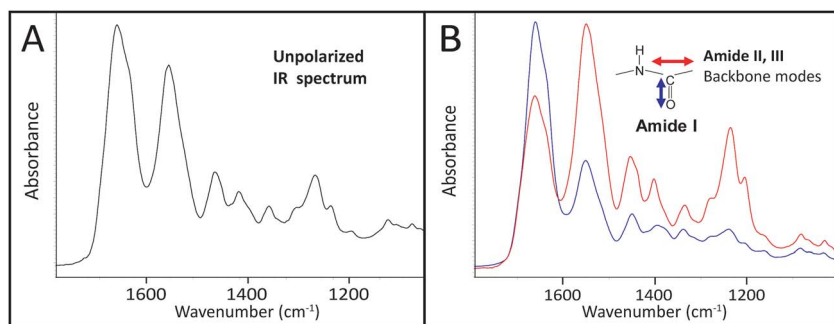 A
Unpolarized
IR spectrum
Absorbance
1600
1400
1200
Wavenumber (cm-1)
B
H
N
C
O
Amide II, III
Backbone modes
Amide I
Absorbance
1600
1400
1200
Wavenumber (cm-1)